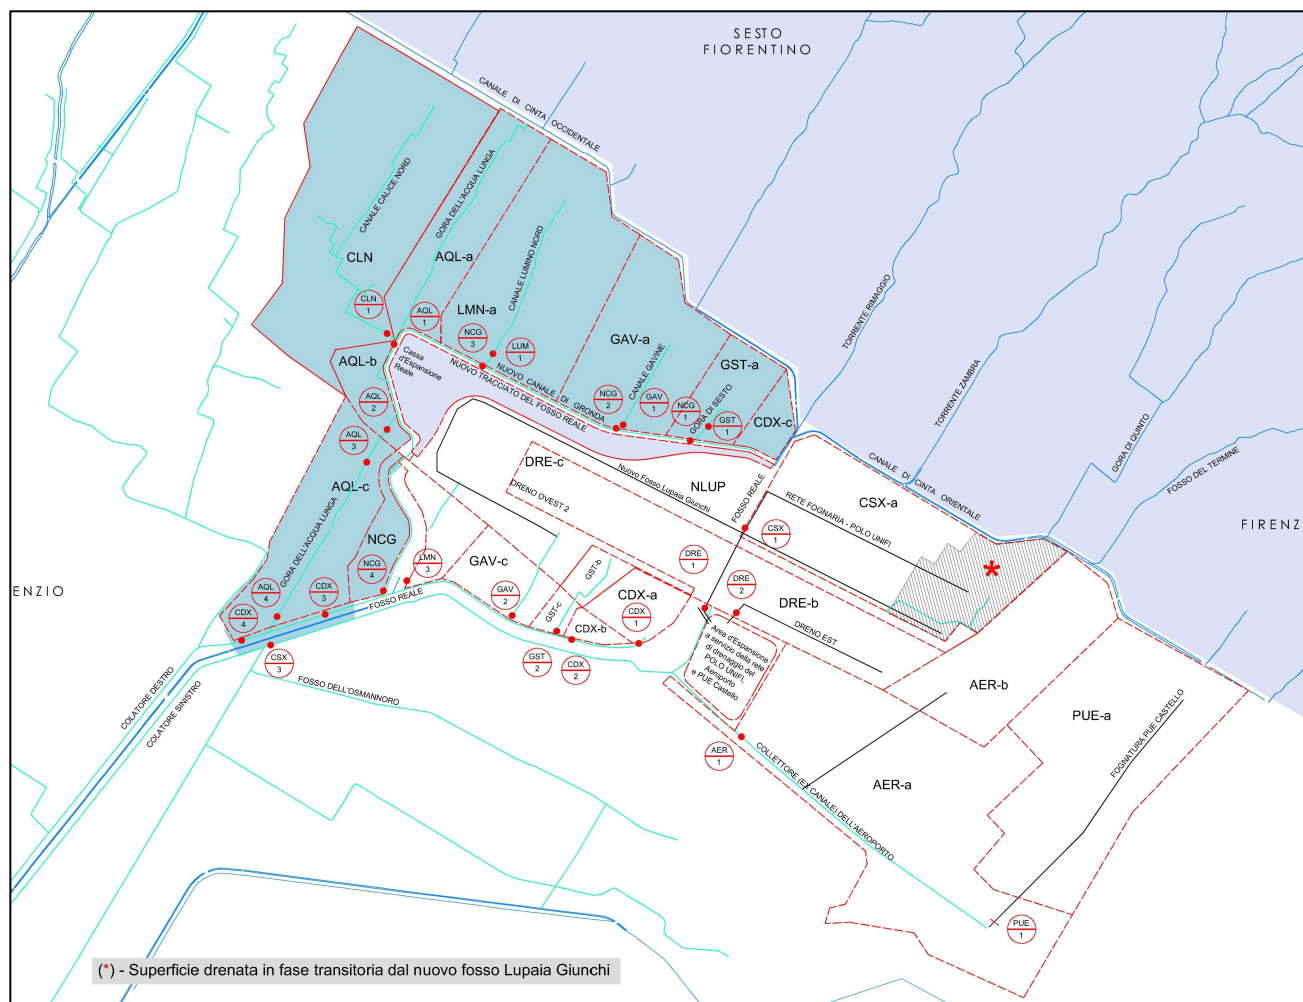 SESTO
FIORENTINO
CANALE DI CINTA OCCIDENTALE
CANALE CALICE NORD
GORA DELL'ACQUA LUNGA
CLN
AQL-a
CANALE LUMINO NORD
TORRENTE RIMAGGIO
CLN
1
AQL
1
LMN-a
NCG
3
LUM
1
GAV-a
GST-a
TORRENTE ZAMBRA
AQL-b
Cassa
d'Espansione
Reale
NUOVO CANALE DI GRONDA
NUOVO TRACCIATO DEL FOSSO REALE
CANALE GAVINE
NCG
2
GAV
1
NCG
1
GORA DI SESTO
GST
1
CDX-c
GORA DI QUINTO
AQL
2
AQL
3
CANALE DI CINTA ORIENTALE
FOSSO DEL TERMINE
DRE-c
Nuovo Fosso Lupaia Giunchi
NLUP
CSX-a
AQL-c
DRENO OVEST 2
FOSSO REALE
RETE FOGNARIA - POLO UNIFI
FIRENZ
GORA DELL'ACQUA LUNGA
NCG
CSX
1
*
ENZIO
AQL
4
NCG
4
LMN
3
GAV-c
GST-b
DRE
1
DRE
2
CDX
4
CDX
3
FOSSO REALE
GAV
2
GST-c
CDX-a
CDX
1
DRE-b
DRENO EST
CDX-b
CSX
3
GST
2
CDX
2
Area d'Espansione
a servizio della rete
di drenaggio del
POLO UNIFI,
Aeroporto
e PUE Castello
COLATORE DESTRO
COLATORE SINISTRO
FOSSO DELL'OSMANNORO
AER-b
PUE-a
FOGNATURA PUE CASTELLO
AER
1
COLLETTORE (EX CANALE) DELL'AEROPORTO
AER-a
PUE
1
(*) - Superficie drenata in fase transitoria dal nuovo fosso Lupaia Giunchi